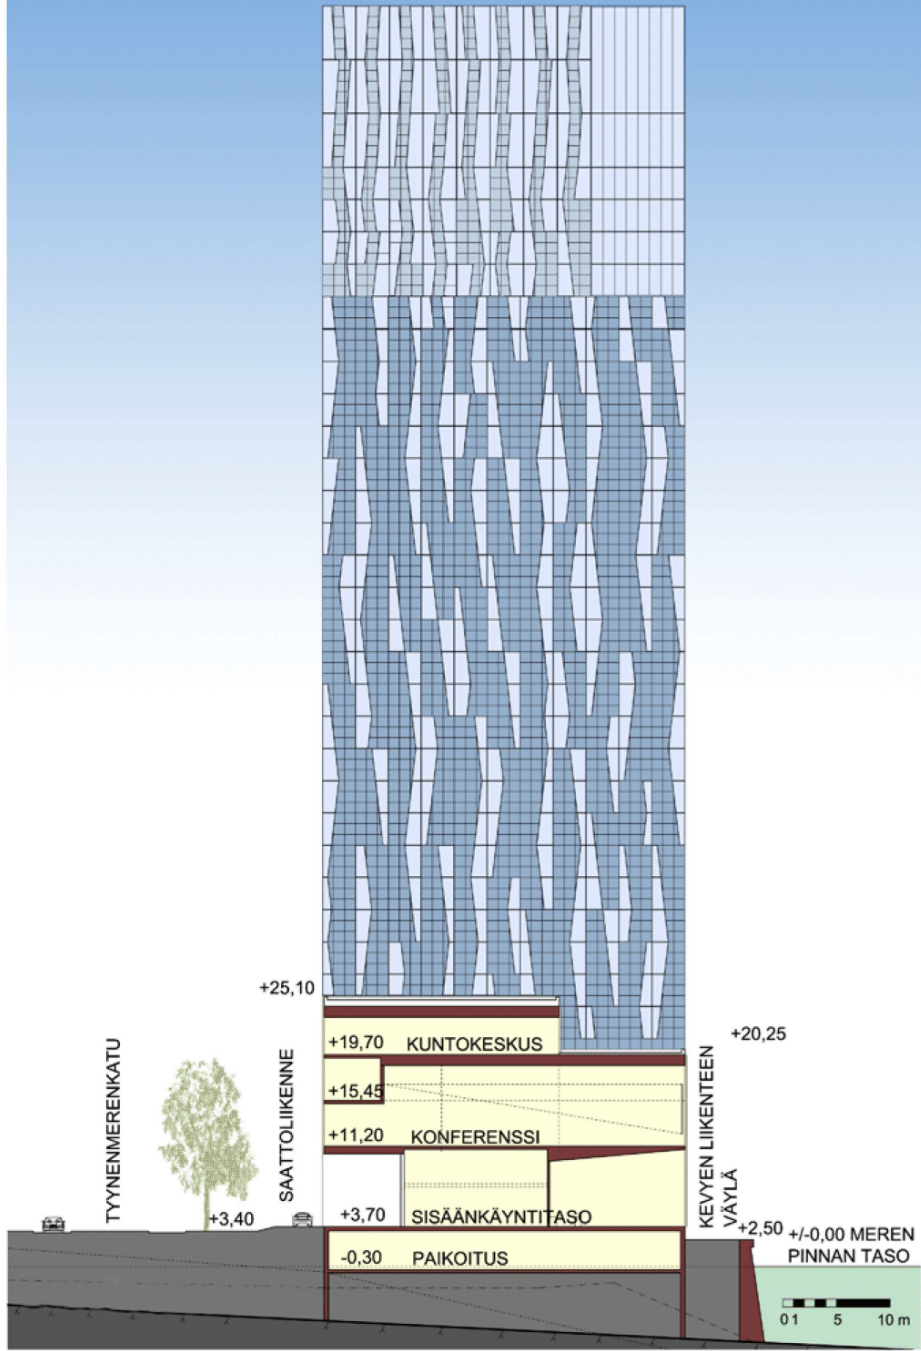 +25,10
+19,70 KUNTOKESKUS
+20,25
+15,45
+11,20 KONFERENSSI
TYYNENMERENKATU
SAATTOLIIKENNE
KEVYEN LIIKENTEEN
VÄYLÄ
+3,40
+3,70 SISÄÄNKÄYNTITASO
+2,50
+/-0,00 MEREN
PINNAN TASO
-0,30 PAIKOITUS
0 1 5 10 m